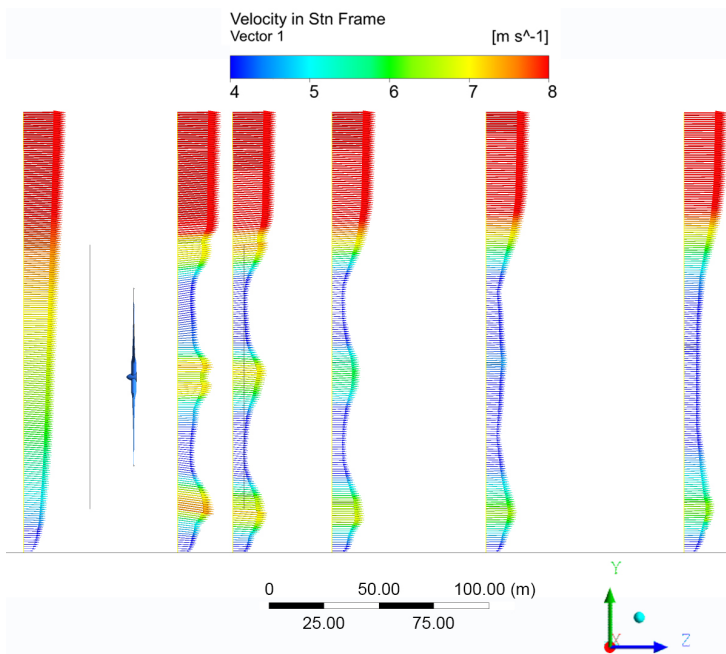 Velocity in Stn Frame
Vector 1 [m s^-1]
4 5 6 7 8
0 50.00 100.00 (m)
25.00 75.00
Y
X Z